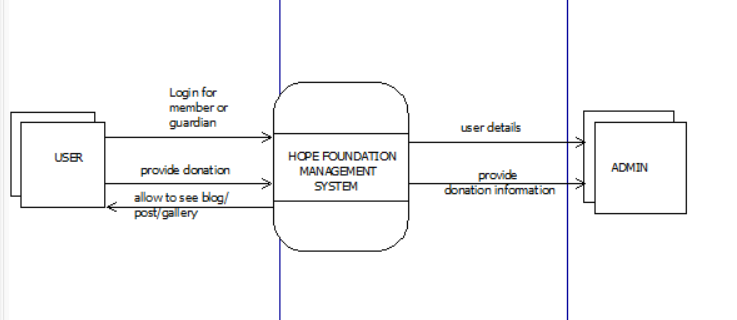 Login for
member or
guardian
USER
provide donation
allow to see blog/
post/gallery
HOPE FOUNDATION
MANAGEMENT
SYSTEM
user details
provide
donation information
ADMIN